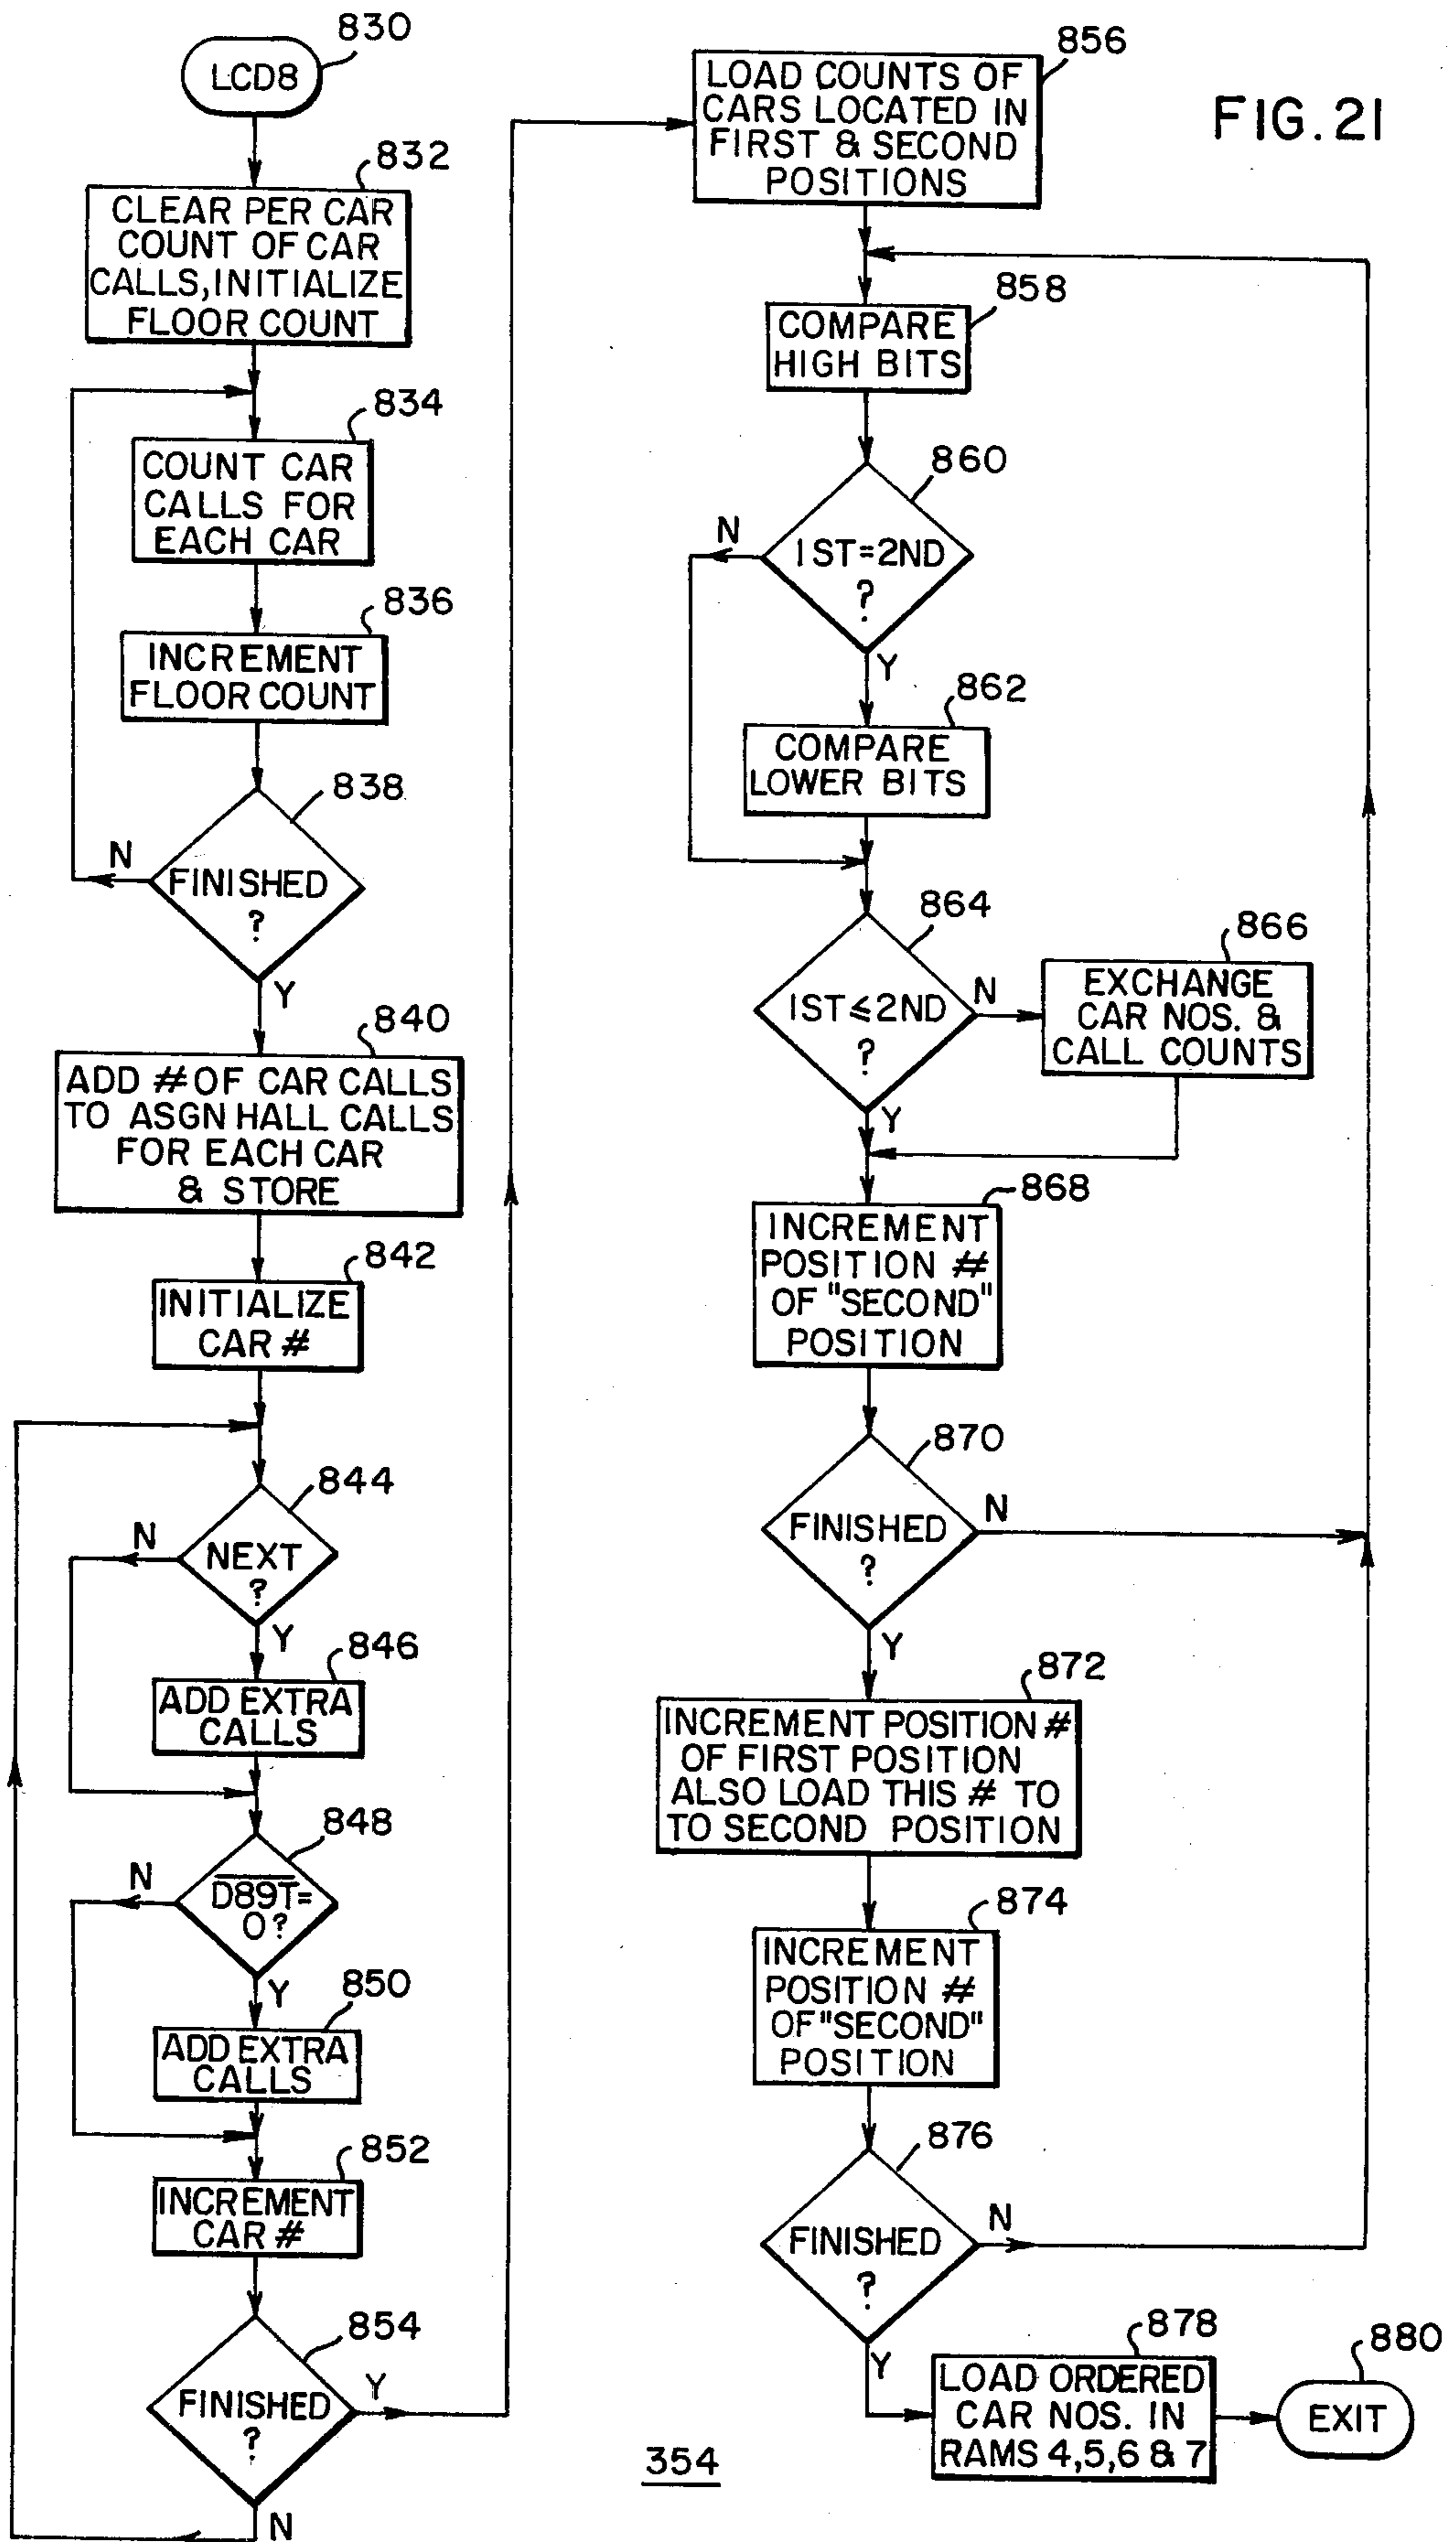 830
LCD8
832
CLEAR PER CAR
COUNT OF CAR
CALLS, INITIALIZE
FLOOR COUNT
834
COUNT CAR
CALLS FOR
EACH CAR
836
INCREMENT
FLOOR COUNT
838
N
FINISHED
?
Y
840
ADD # OF CAR CALLS
TO ASGN HALL CALLS
FOR EACH CAR
& STORE
842
INITIALIZE
CAR #
844
N
NEXT
?
Y
846
ADD EXTRA
CALLS
848
N
D89T=
0?
Y
850
ADD EXTRA
CALLS
852
INCREMENT
CAR #
854
Y
FINISHED
?
N
856
LOAD COUNTS OF
CARS LOCATED IN
FIRST & SECOND
POSITIONS
FIG. 21
858
COMPARE
HIGH BITS
860
N
1ST=2ND
?
Y
862
COMPARE
LOWER BITS
864
1ST≤2ND
?
N
Y
866
EXCHANGE
CAR NOS. &
CALL COUNTS
868
INCREMENT
POSITION #
OF "SECOND"
POSITION
870
N
FINISHED
?
Y
872
INCREMENT POSITION #
OF FIRST POSITION
ALSO LOAD THIS # TO
TO SECOND POSITION
874
INCREMENT
POSITION #
OF "SECOND"
POSITION
876
N
FINISHED
?
Y
878
LOAD ORDERED
CAR NOS. IN
RAMS 4,5,6 & 7
880
EXIT
354